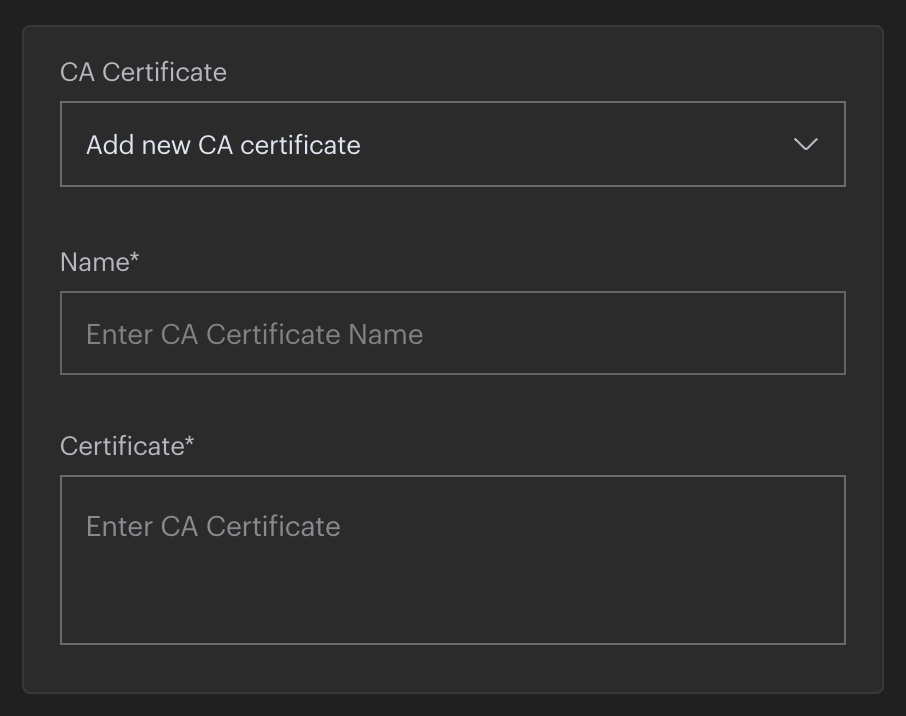 CA Certificate
Add new CA certificate
Name*
Enter CA Certificate Name
Certificate*
Enter CA Certificate